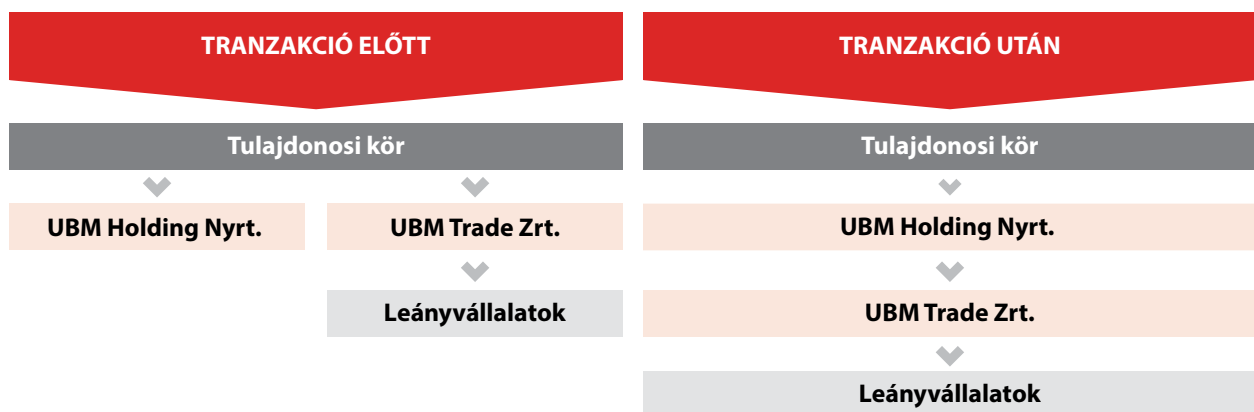 TRANZAKCIÓ ELŐTT
Tulajdonosi kör
UBM Holding Nyrt.
UBM Trade Zrt.
Leányvállalatok
TRANZAKCIÓ UTÁN
Tulajdonosi kör
UBM Holding Nyrt.
UBM Trade Zrt.
Leányvállalatok